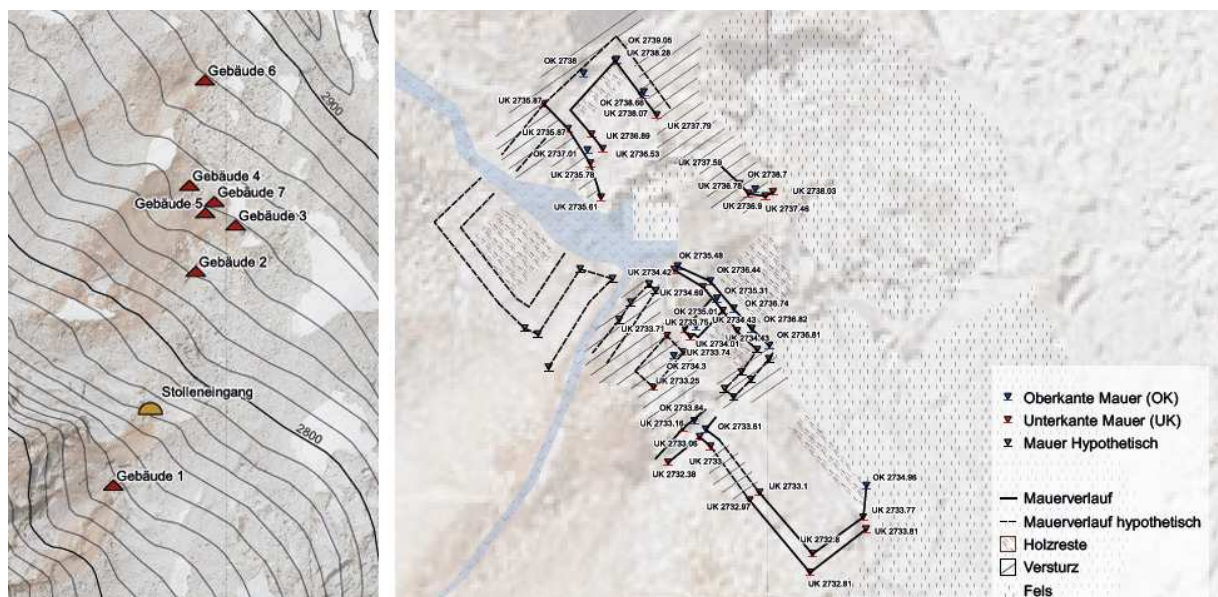 Gebäude 6
2900
Gebäude 4
Gebäude 7
Gebäude 5
Gebäude 3
Gebäude 2
Stolleneingang
2800
Gebäude 1
OK 2739.05
UK 2738.28
OK 2738
UK 2735.87
OK 2738.66
UK 2738.07
UK 2737.79
UK 2735.87
UK 2736.89
OK 2737.01
UK 2736.53
UK 2735.78
UK 2737.59
OK 2738.7
UK 2736.78
UK 2738.03
UK 2736.9
UK 2737.46
UK 2735.61
OK 2735.48
UK 2734.42
OK 2736.44
UK 2734.69
OK 2735.31
OK 2736.74
OK 2735.01
UK 2733.75
UK 2734.43
OK 2736.82
UK 2733.71
UK 2734.43
UK 2734.01
OK 2736.81
UK 2733.74
OK 2734.3
UK 2733.25
OK 2733.84
UK 2733.16
OK 2733.61
UK 2733.06
UK 2733
UK 2732.38
OK 2734.98
UK 2733.1
UK 2732.97
UK 2733.77
UK 2733.81
UK 2732.8
UK 2732.81
Oberkante Mauer (OK)
Unterkante Mauer (UK)
Mauer Hypothetisch
Mauerverlauf
Mauerverlauf hypothetisch
Holzreste
Versturz
Fels